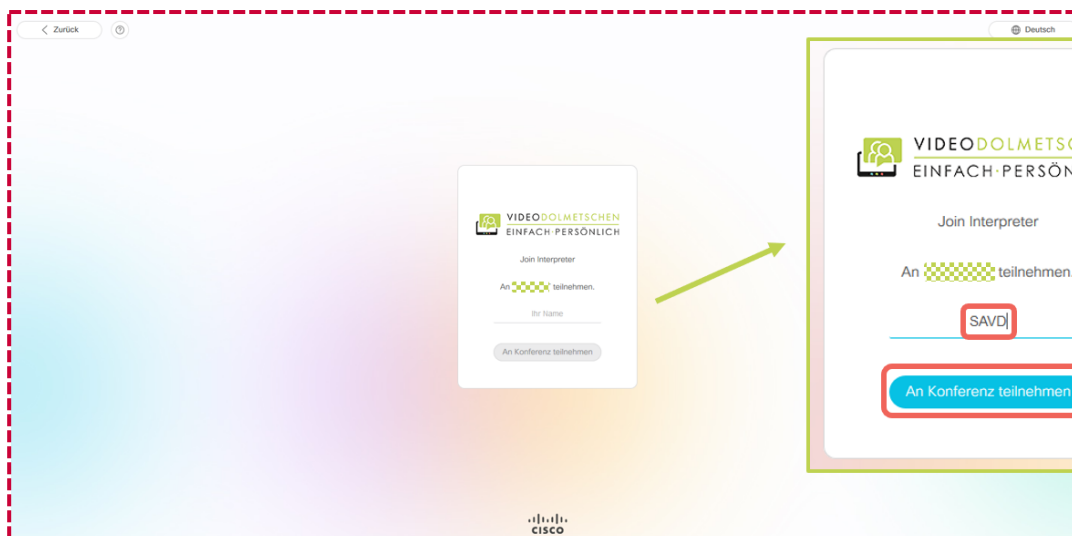 Zurück
Deutsch
VIDEODOLMETSCHEN
EINFACH·PERSÖNLICH
Join Interpreter
An teilnehmen.
Ihr Name
An Konferenz teilnehmen
VIDEODOLMETSC
EINFACH·PERSÖN
Join Interpreter
An teilnehmen.
SAVD
An Konferenz teilnehmen
CISCO